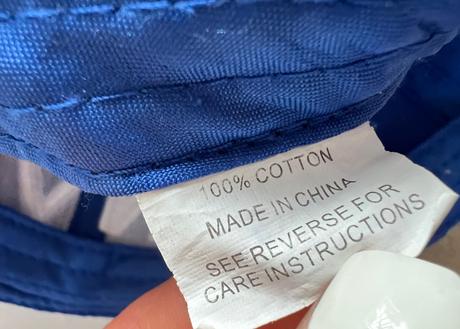 100% COTTON
MADE IN CHINA
SEE REVERSE FOR
CARE INSTRUCTIONS